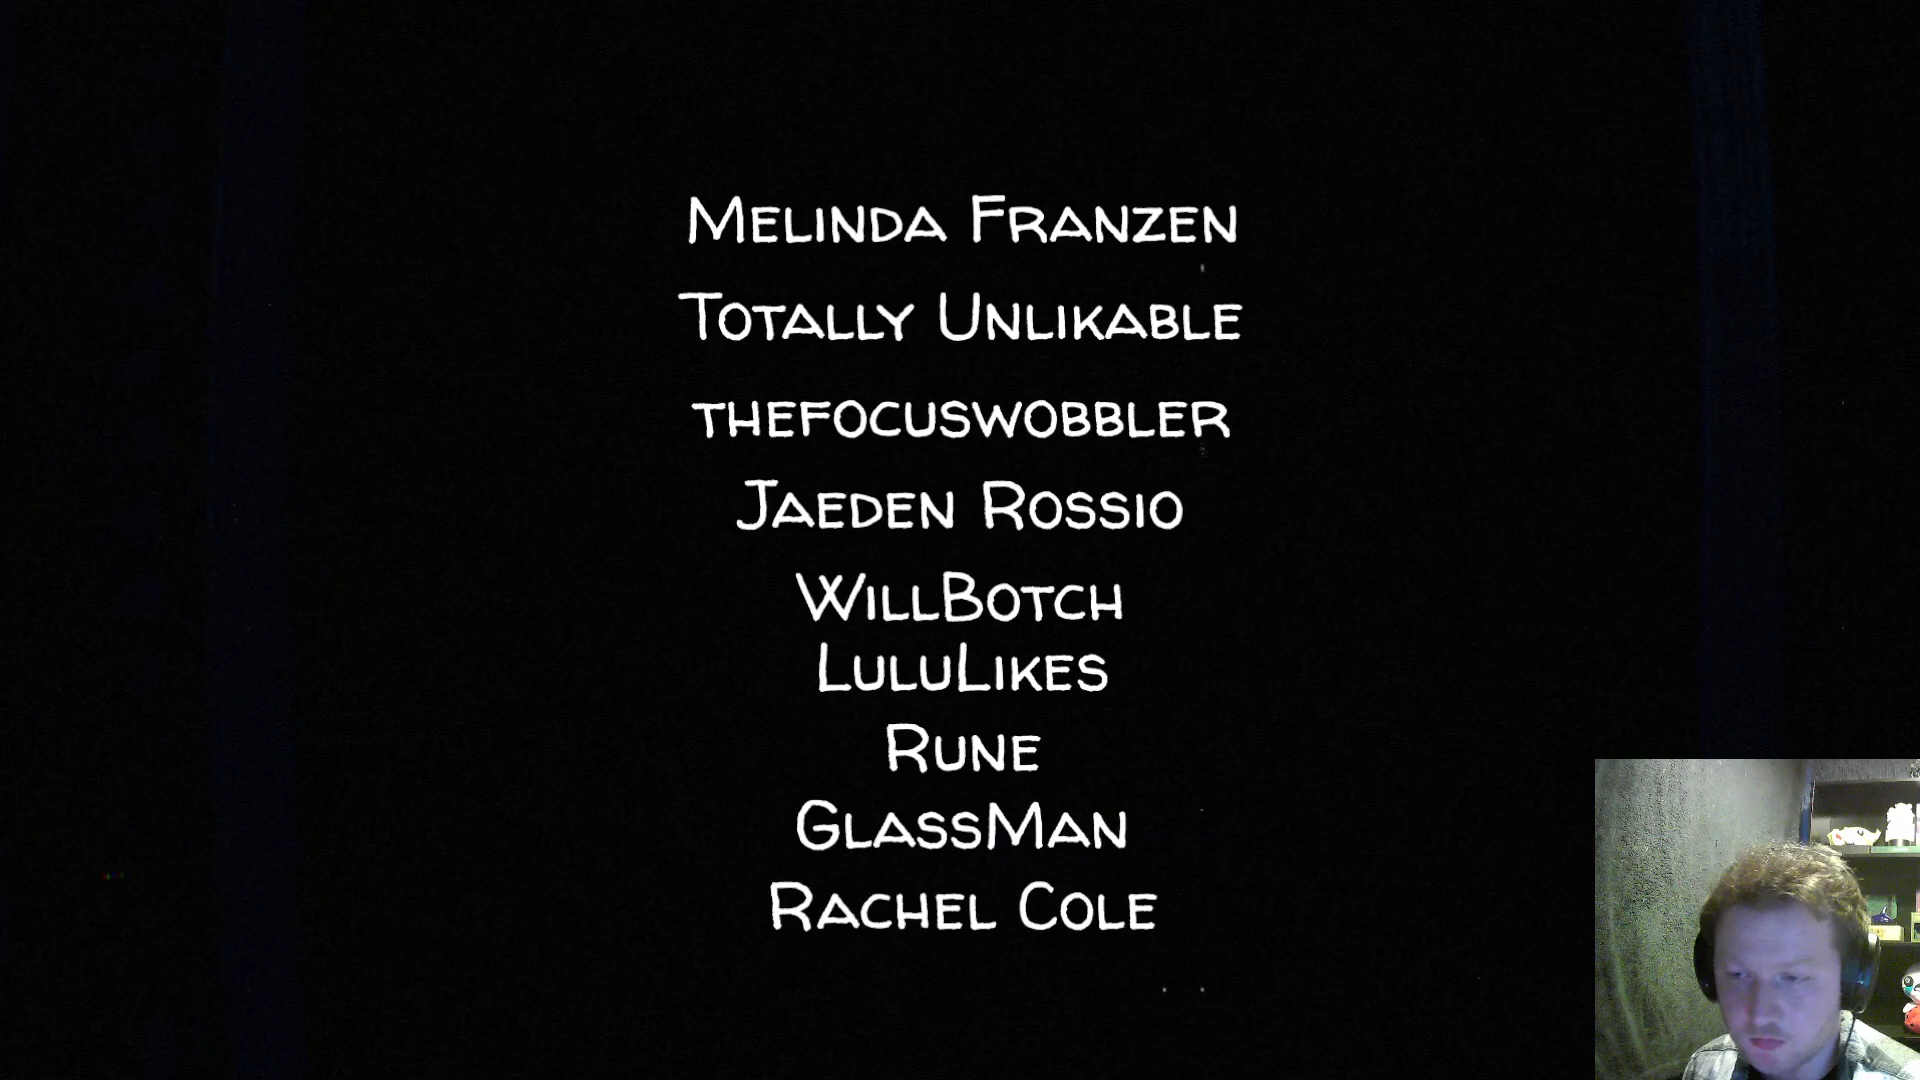 Melinda Franzen
Totally Unlikable
thefocuswobbler
Jaeden Rossio
WillBotch
LuluLikes
Rune
GlassMan
Rachel Cole